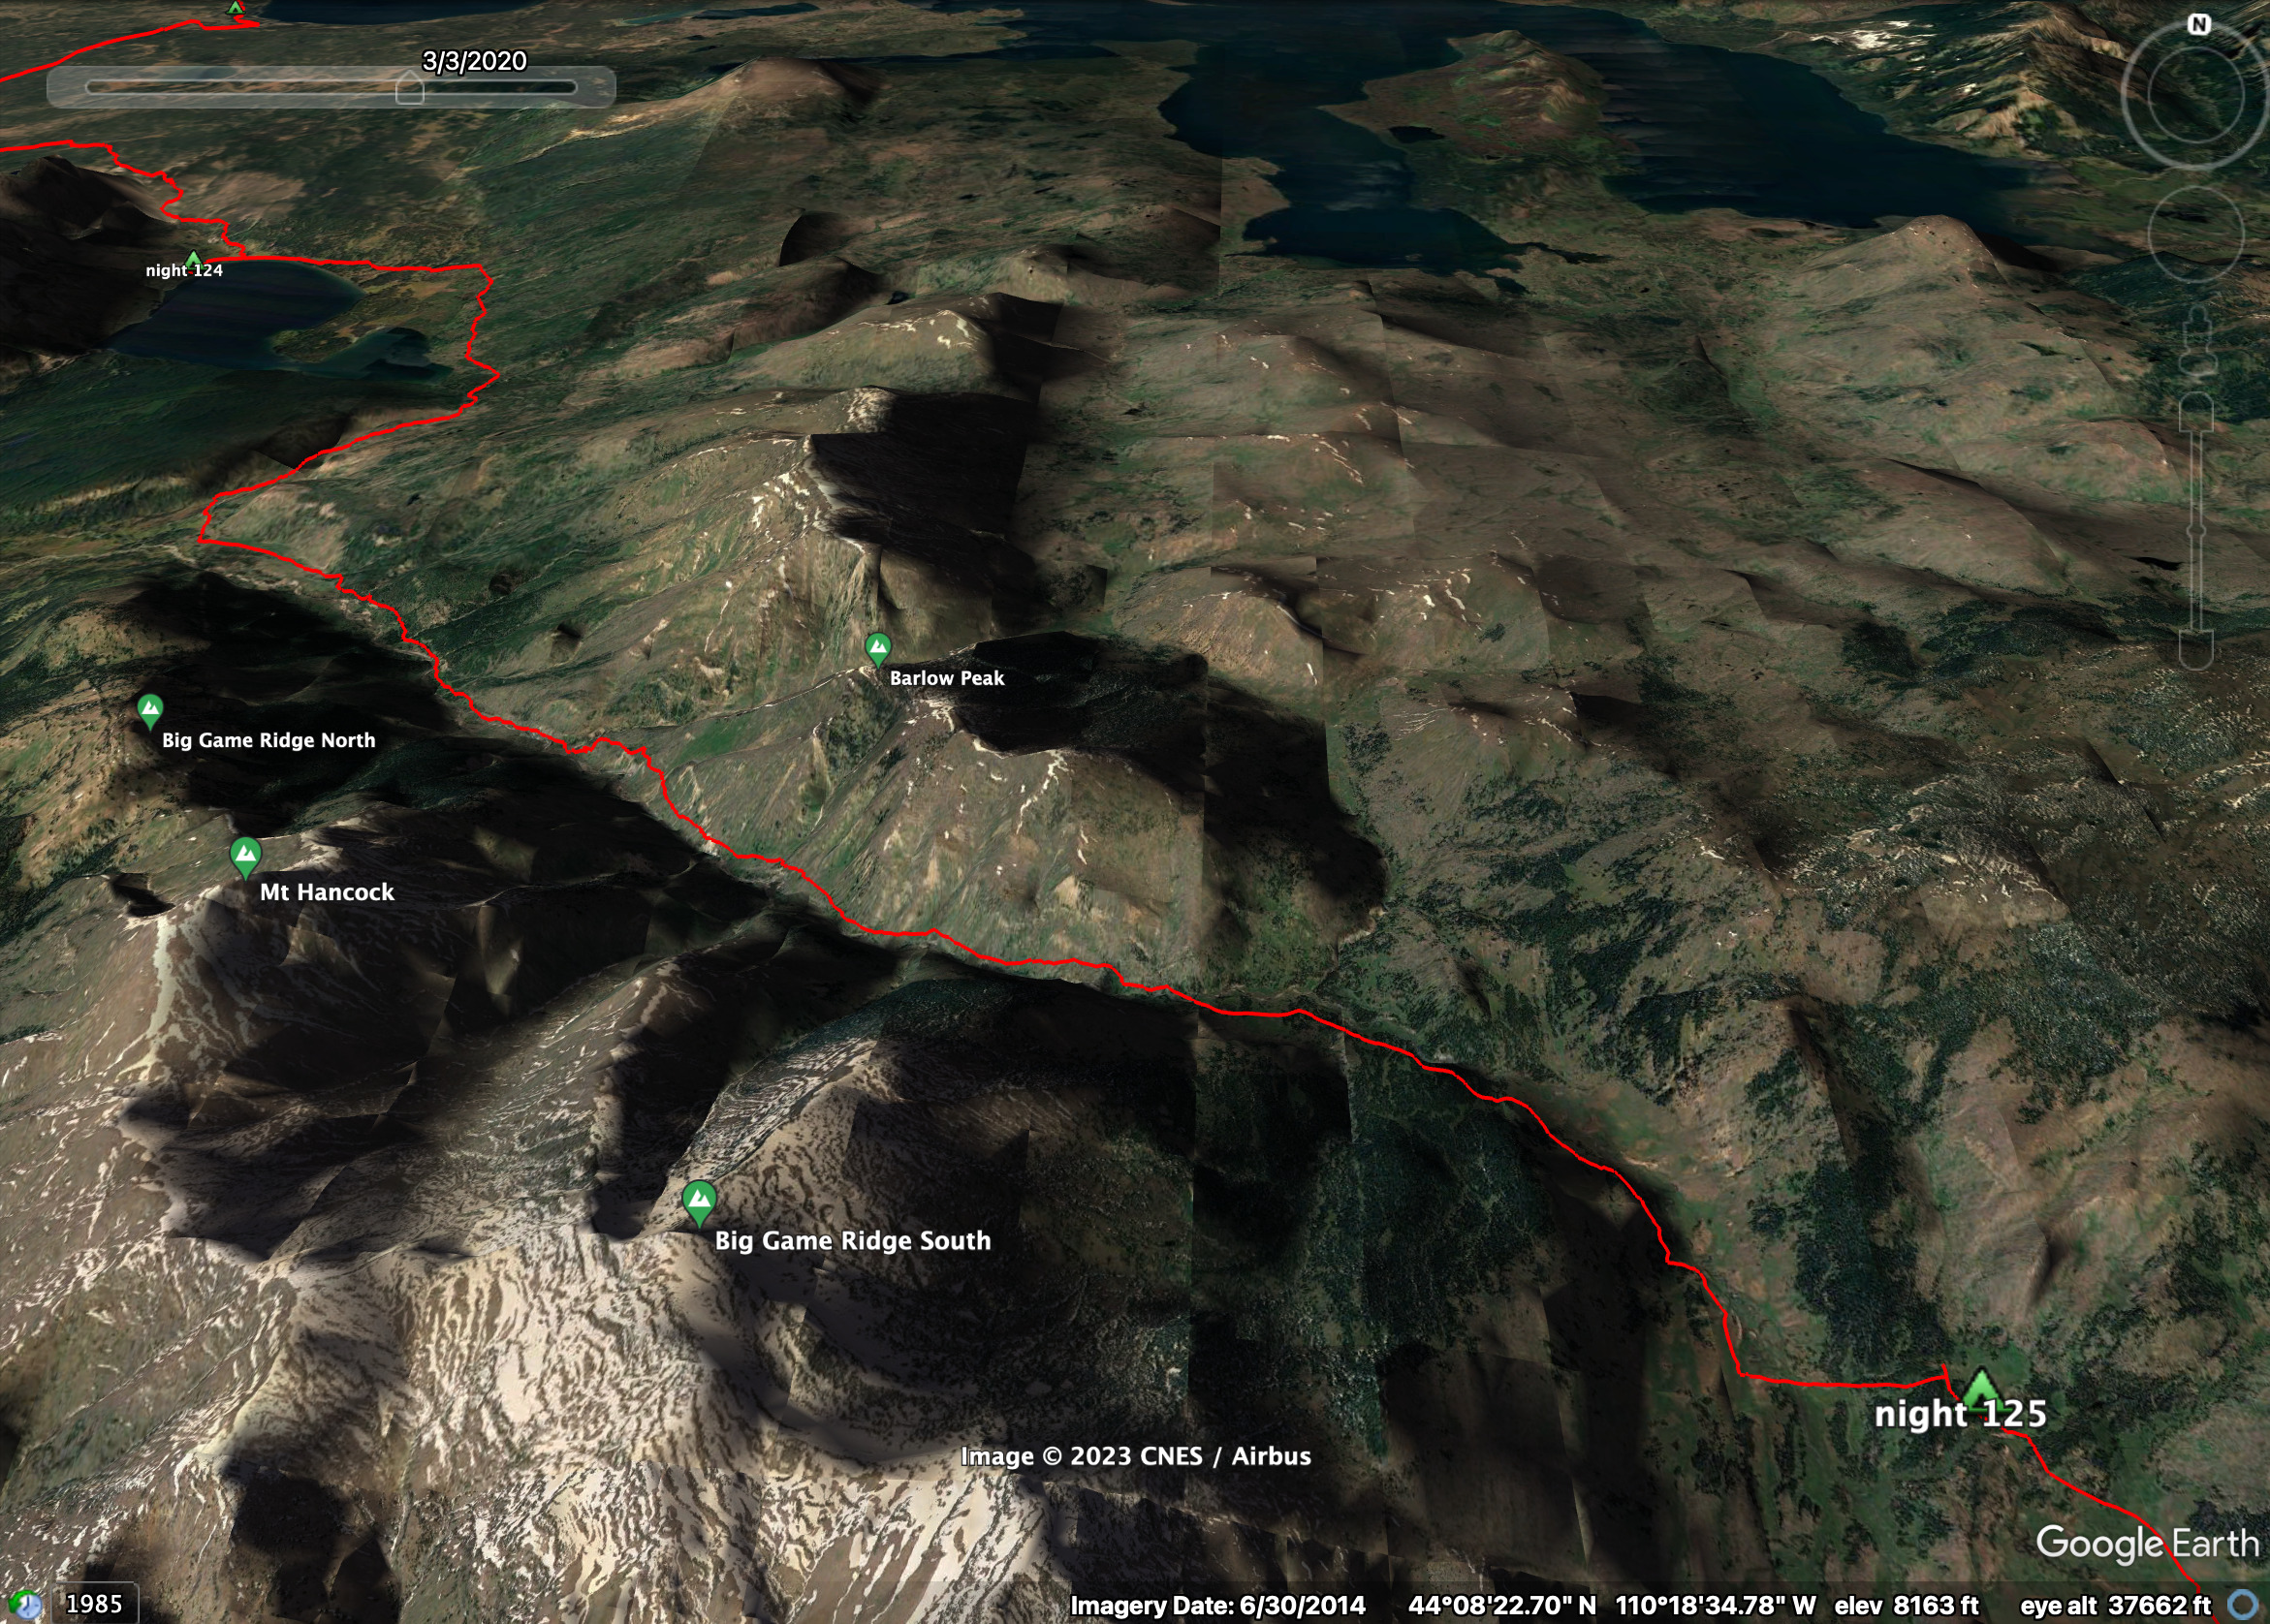 N
3/3/2020
night 124
Barlow Peak
Big Game Ridge North
Mt Hancock
Big Game Ridge South
night 125
Image © 2023 CNES / Airbus
Google Earth
1985
Imagery Date: 6/30/2014 44°08'22.70" N 110°18'34.78" W elev 8163 ft eye alt 37662 ft